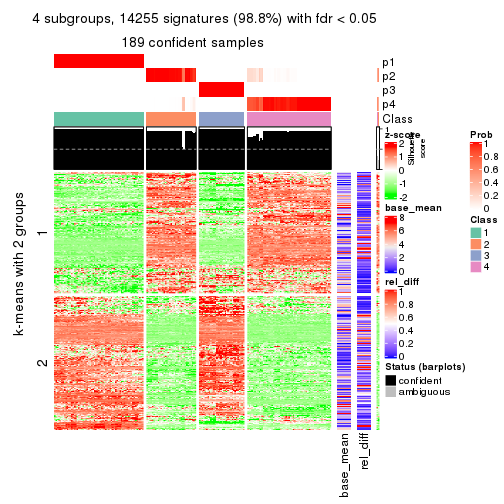 4 subgroups, 14255 signatures (98.8%) with fdr < 0.05
189 confident samples
p1
p2
p3
p4
Class
Silhouette
score
k-means with 2 groups
1
2
base_mean
rel_diff
z-score
2
1
0
-1
-2
base_mean
8
6
4
2
0
rel_diff
1
0.8
0.6
0.4
0.2
0
Status (barplots)
confident
ambiguous
Prob
1
0.8
0.6
0.4
0.2
0
Class
1
2
3
4